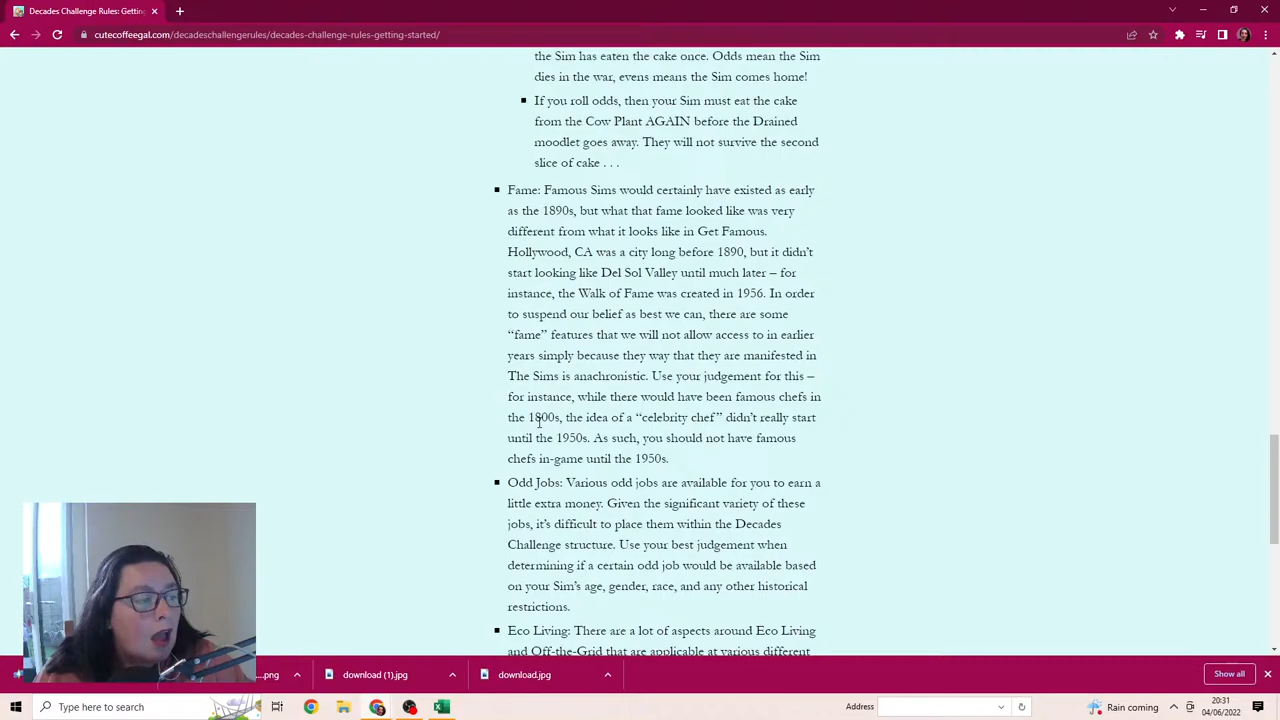 Decades Challenge Rules: Getting
cutecoffeegal.com/decadeschallengerules/decades-challenge-rules-getting-started/
the Sim has eaten the cake once. Odds mean the Sim
dies in the war, evens means the Sim comes home!
If you roll odds, then your Sim must eat the cake
from the Cow Plant AGAIN before the Drained
moodlet goes away. They will not survive the second
slice of cake . . .
Fame: Famous Sims would certainly have existed as early
as the 1890s, but what that fame looked like was very
different from what it looks like in Get Famous.
Hollywood, CA was a city long before 1890, but it didn't
start looking like Del Sol Valley until much later – for
instance, the Walk of Fame was created in 1956. In order
to suspend our belief as best we can, there are some
“fame” features that we will not allow access to in earlier
years simply because they way that they are manifested in
The Sims is anachronistic. Use your judgement for this –
for instance, while there would have been famous chefs in
the 1800s, the idea of a “celebrity chef” didn't really start
until the 1950s. As such, you should not have famous
chefs in-game until the 1950s.
Odd Jobs: Various odd jobs are available for you to earn a
little extra money. Given the significant variety of these
jobs, it's difficult to place them within the Decades
Challenge structure. Use your best judgement when
determining if a certain odd job would be available based
on your Sim's age, gender, race, and any other historical
restrictions.
Eco Living: There are a lot of aspects around Eco Living
and Off-the-Grid that are applicable at various different
....png
download (1).jpg
download.jpg
Show all
Type here to search
Address
Rain coming
20:31
04/06/2022